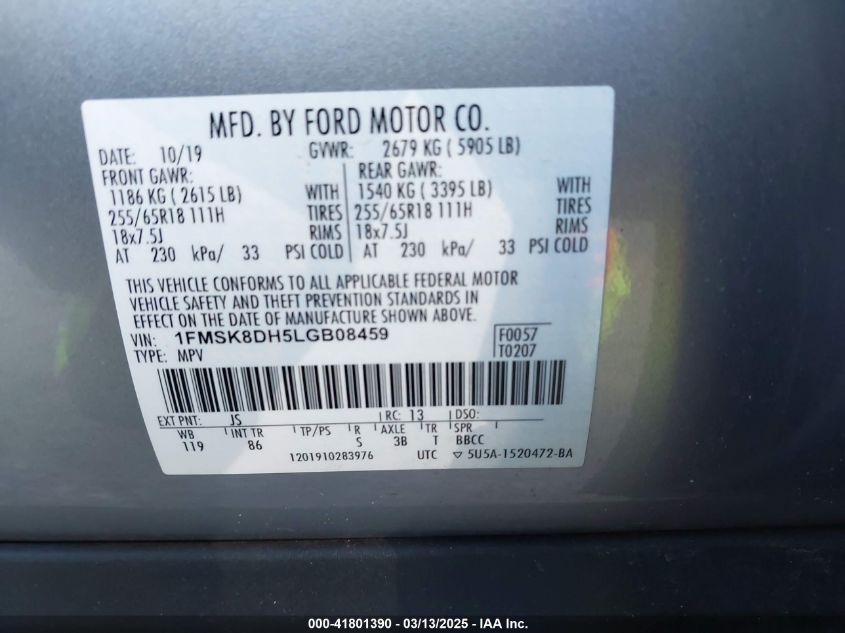 MFD. BY FORD MOTOR CO.
DATE: 10/19 GVWR: 2679 KG ( 5905 LB)
FRONT GAWR: REAR GAWR:
1186 KG ( 2615 LB) WITH 1540 KG ( 3395 LB) WITH
255/65R18 111H TIRES 255/65R18 111H TIRES
18x7.5J RIMS 18x7.5J RIMS
AT 230 kPa/ 33 PSI COLD AT 230 kPa/ 33 PSI COLD
THIS VEHICLE CONFORMS TO ALL APPLICABLE FEDERAL MOTOR
VEHICLE SAFETY AND THEFT PREVENTION STANDARDS IN
EFFECT ON THE DATE OF MANUFACTURE SHOWN ABOVE.
VIN: 1FMSK8DH5LGB08459 F0057
TYPE: MPV T0207
EXT PNT: JS RC: 13 DSO:
WB INT TR TP/PS R AXLE TR SPR
119 86 S 3B T BBCC
1201910283976 UTC ▽ 5U5A-1520472-BA
000-41801390 - 03/13/2025 - IAA Inc.